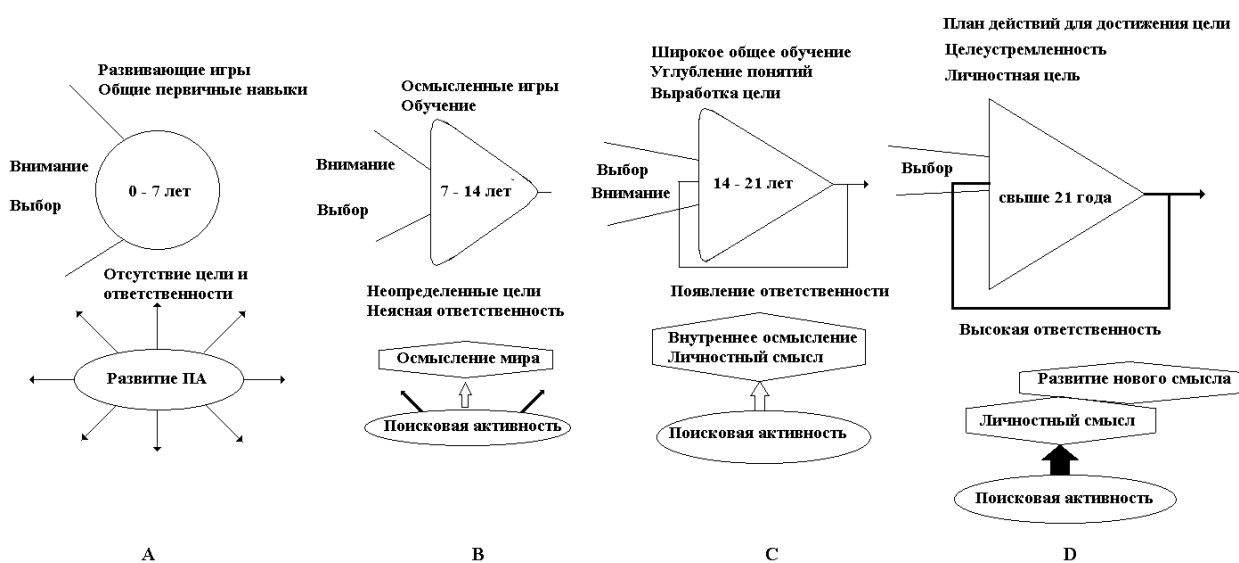 Развивающие игры
Общие первичные навыки
Внимание
0 - 7 лет
Выбор
Отсутствие цели и
ответственности
Развитие ПА
A
Осмысленные игры
Обучение
Внимание
7 - 14 лет
Выбор
Неопределенные цели
Неясная ответственность
Осмысление мира
Поисковая активность
B
Широкое общее обучение
Углубление понятий
Выработка цели
Выбор
Внимание
14 - 21 лет
Появление ответственности
Внутреннее осмысление
Личностный смысл
Поисковая активность
C
План действий для достижения цели
Целеустремленность
Личностная цель
Выбор
свыше 21 года
Высокая ответственность
Развитие нового смысла
Личностный смысл
Поисковая активность
D